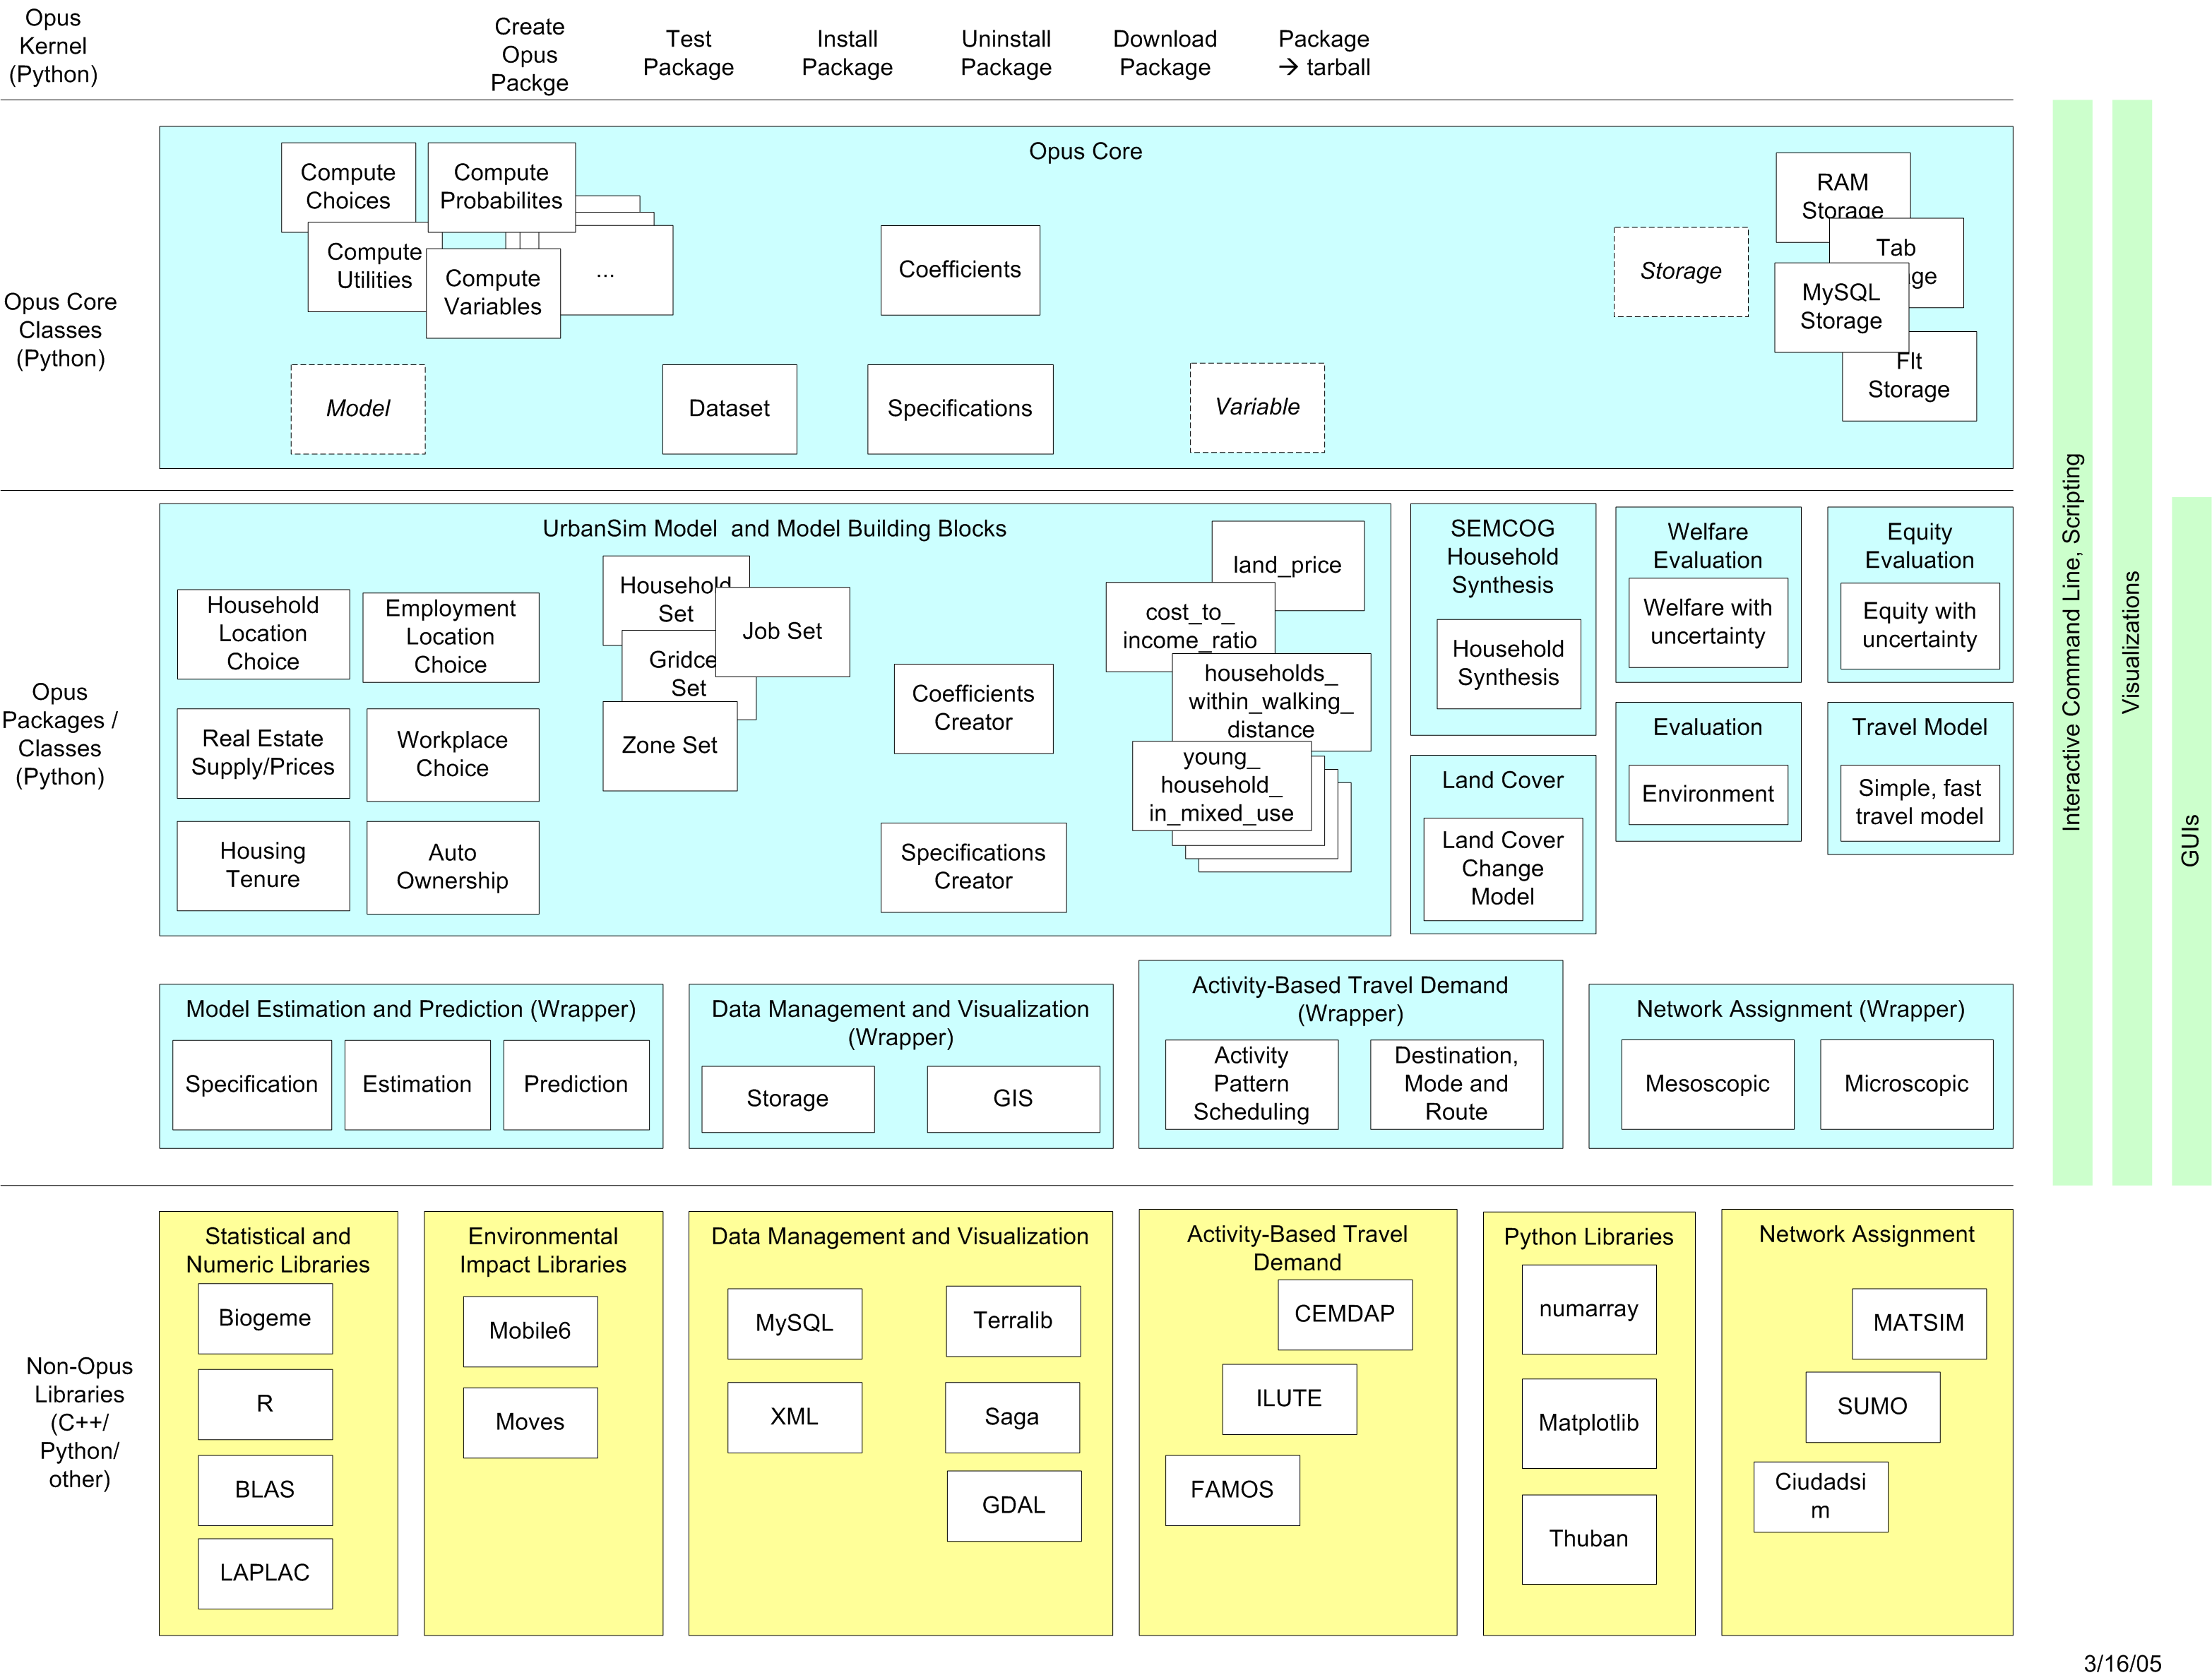 Opus
Kernel
(Python)
Create
Opus
Packge
Test
Package
Install
Package
Uninstall
Package
Download
Package
Package
→ tarball
Opus Core
Classes
(Python)
Opus Core
Compute
Choices
Compute
Probabilites
Compute
Utilities
Compute
Variables
...
Coefficients
Storage
RAM
Storage
Tab
ge
MySQL
Storage
Flt
Storage
Model
Dataset
Specifications
Variable
Opus
Packages /
Classes
(Python)
UrbanSim Model and Model Building Blocks
Household
Location
Choice
Employment
Location
Choice
Real Estate
Supply/Prices
Workplace
Choice
Housing
Tenure
Auto
Ownership
Household
Set
Job Set
Gridce
Set
Zone Set
Coefficients
Creator
Specifications
Creator
land_price
cost_to_
income_ratio
households_
within_walking_
distance
young_
household_
in_mixed_use
SEMCOG
Household
Synthesis
Household
Synthesis
Land Cover
Land Cover
Change
Model
Welfare
Evaluation
Welfare with
uncertainty
Equity
Evaluation
Equity with
uncertainty
Evaluation
Environment
Travel Model
Simple, fast
travel model
Model Estimation and Prediction (Wrapper)
Specification
Estimation
Prediction
Data Management and Visualization
(Wrapper)
Storage
GIS
Activity-Based Travel Demand
(Wrapper)
Activity
Pattern
Scheduling
Destination,
Mode and
Route
Network Assignment (Wrapper)
Mesoscopic
Microscopic
Interactive Command Line, Scripting
Visualizations
GUIs
Non-Opus
Libraries
(C++/
Python/
other)
Statistical and
Numeric Libraries
Biogeme
R
BLAS
LAPLAC
Environmental
Impact Libraries
Mobile6
Moves
Data Management and Visualization
MySQL
Terralib
XML
Saga
GDAL
Activity-Based Travel
Demand
CEMDAP
ILUTE
FAMOS
Python Libraries
numarray
Matplotlib
Thuban
Network Assignment
MATSIM
SUMO
Ciudadsi
m
3/16/05